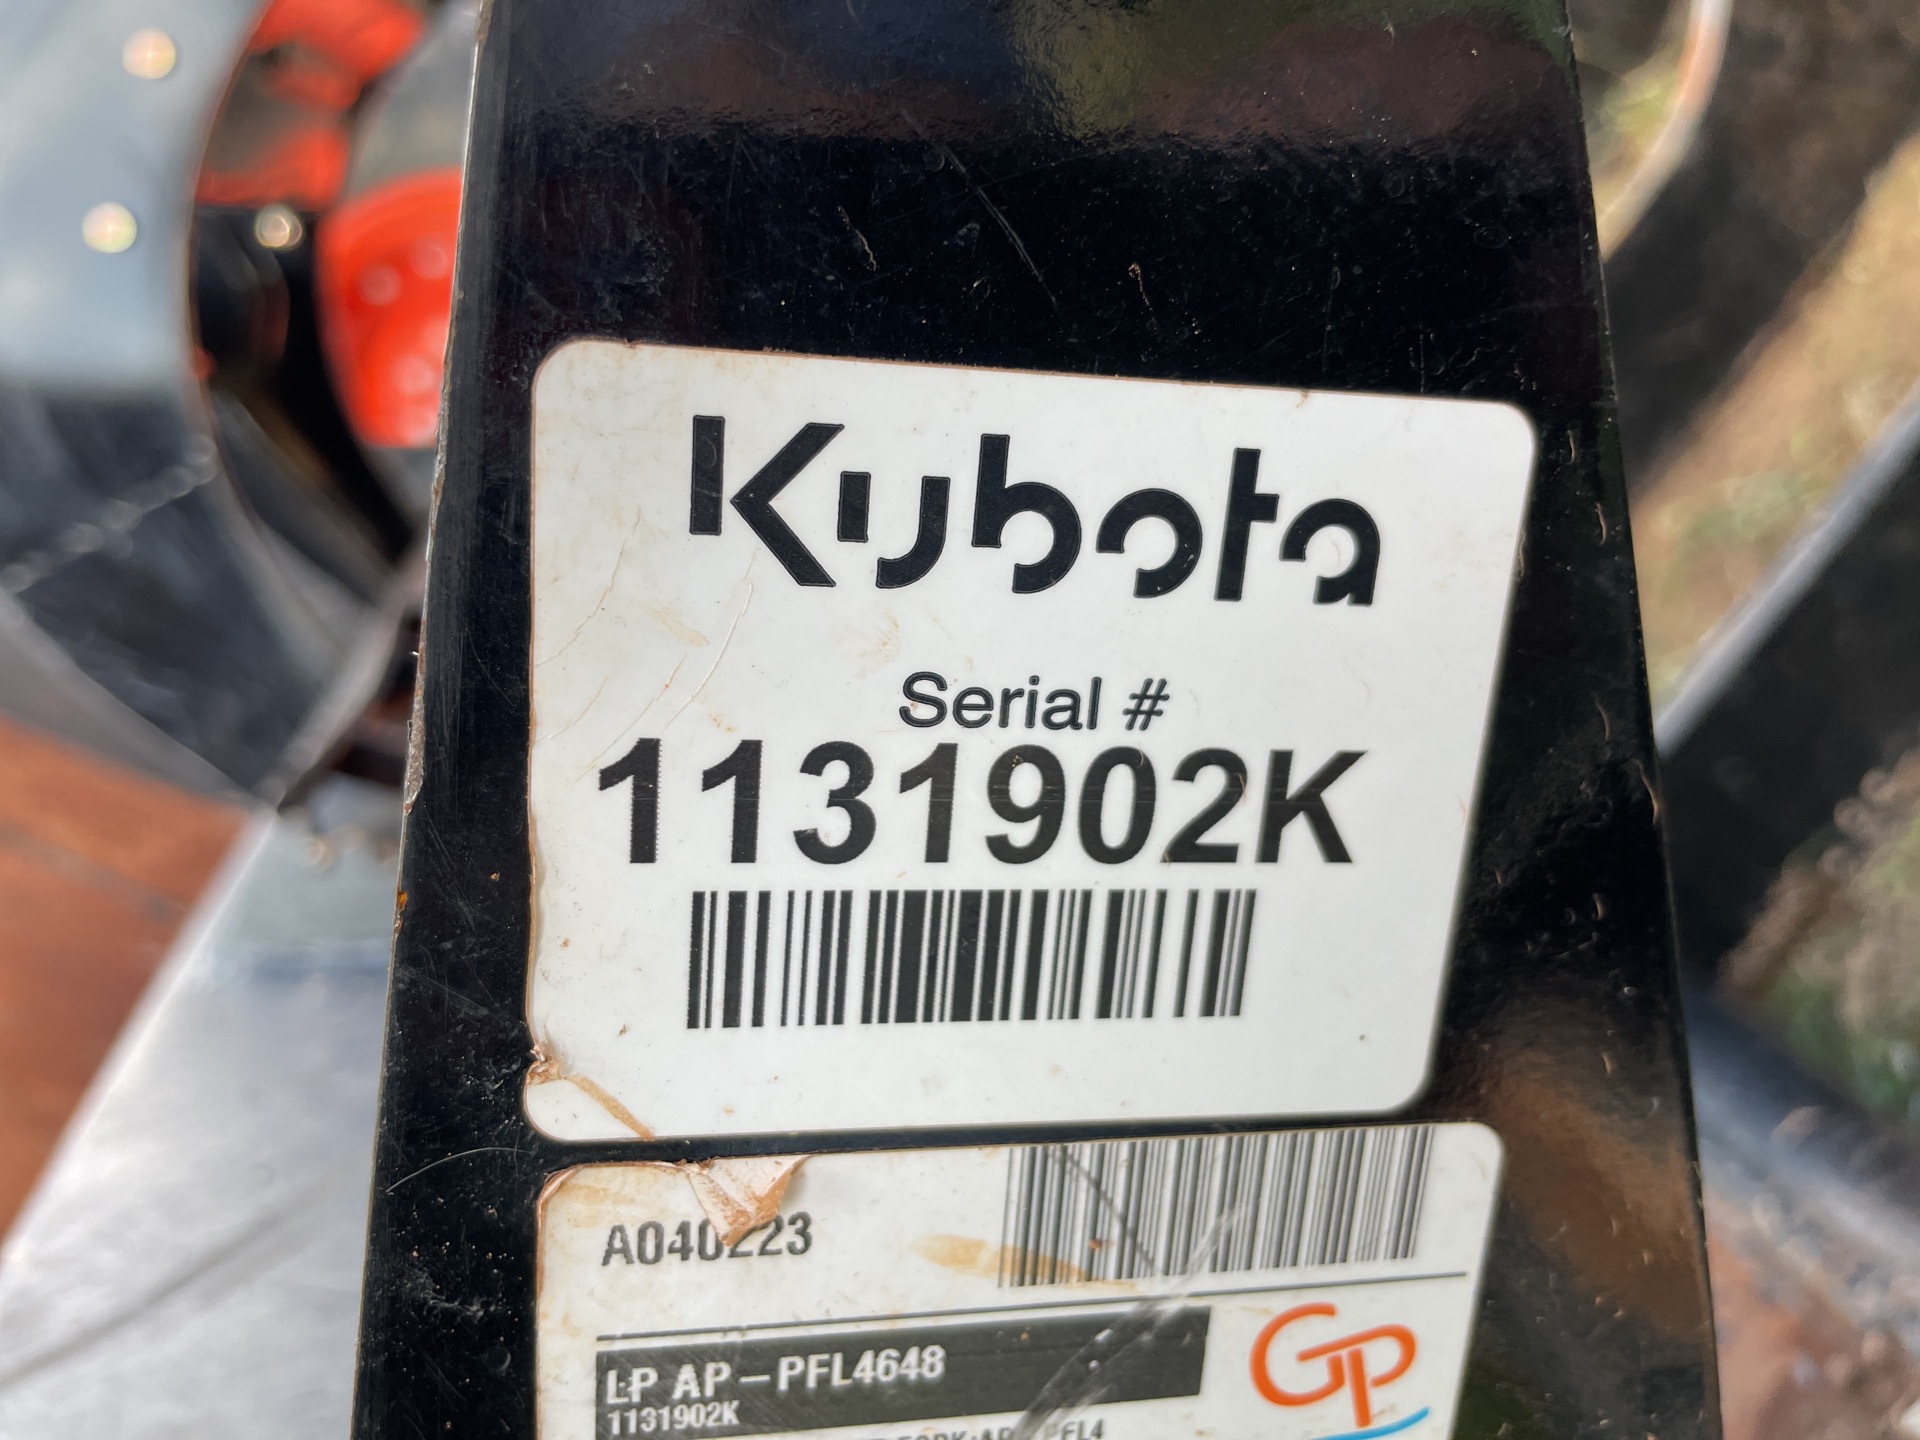 Kubota
Serial #
1131902K
A040223
LP AP-PFL4648
1131902K
GP